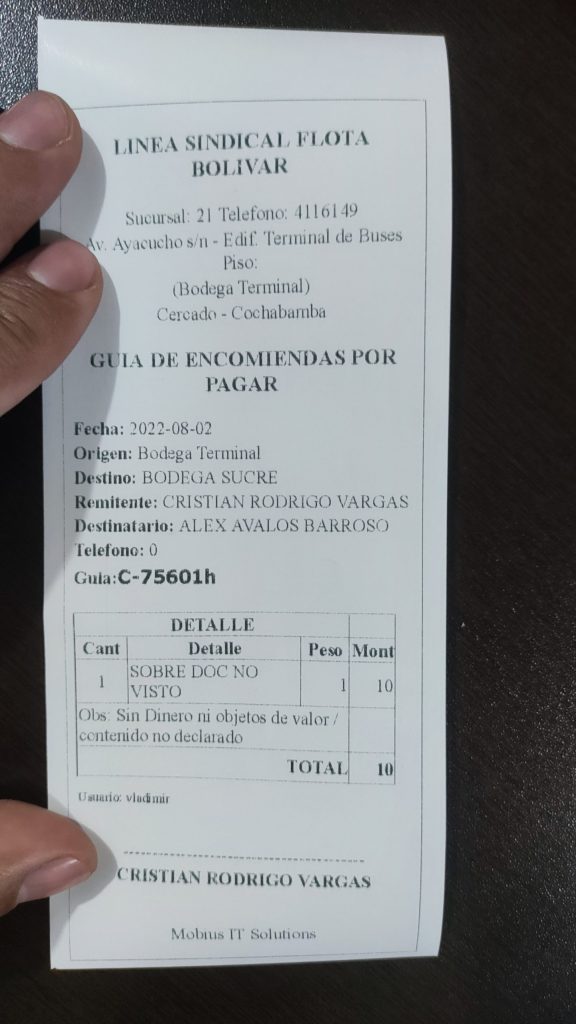 LINEA SINDICAL FLOTA
BOLIVAR
Sucursal: 21 Telefono: 4116149
Av. Ayacucho s/n - Edif. Terminal de Buses
Piso:
(Bodega Terminal)
Cercado - Cochabamba
GUIA DE ENCOMIENDAS POR
PAGAR
Fecha: 2022-08-02
Origen: Bodega Terminal
Destino: BODEGA SUCRE
Remitente: CRISTIAN RODRIGO VARGAS
Destinatario: ALEX AVALOS BARROSO
Telefono: 0
Guia:C-75601h
DETALLE
Cant Detalle Peso Mont
1 SOBRE DOC NO VISTO 1 10
Obs: Sin Dinero ni objetos de valor /
contenido no declarado
TOTAL 10
Usuario: vladimir
CRISTIAN RODRIGO VARGAS
Mobius IT Solutions